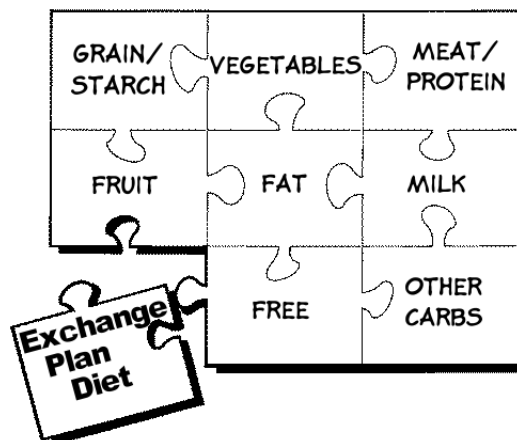 GRAIN/
STARCH
VEGETABLES
MEAT/
PROTEIN
FRUIT
FAT
MILK
FREE
OTHER
CARBS
Exchange
Plan
Diet